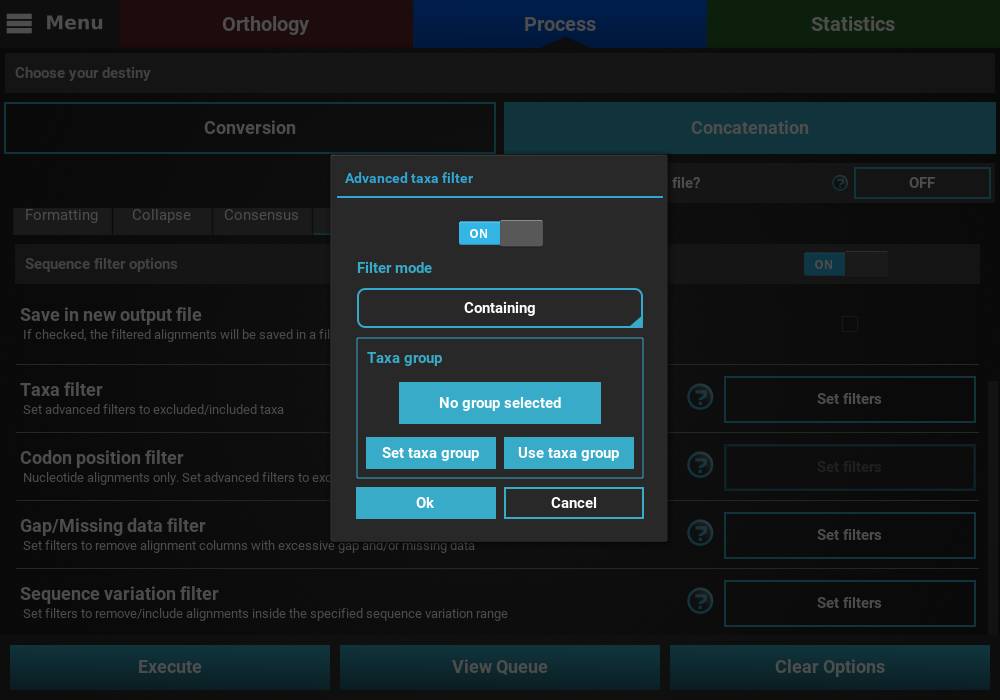 Menu
Orthology
Process
Statistics
Choose your destiny
Conversion
Concatenation
file?
OFF
Formatting
Collapse
Consensus
Sequence filter options
ON
Save in new output file
If checked, the filtered alignments will be saved in a fil
Taxa filter
Set advanced filters to excluded/included taxa
Set filters
Codon position filter
Nucleotide alignments only. Set advanced filters to exc
Set filters
Gap/Missing data filter
Set filters to remove alignment columns with excessive gap and/or missing data
Set filters
Sequence variation filter
Set filters to remove/include alignments inside the specified sequence variation range
Set filters
Execute
View Queue
Clear Options
Advanced taxa filter
ON
Filter mode
Containing
Taxa group
No group selected
Set taxa group
Use taxa group
Ok
Cancel